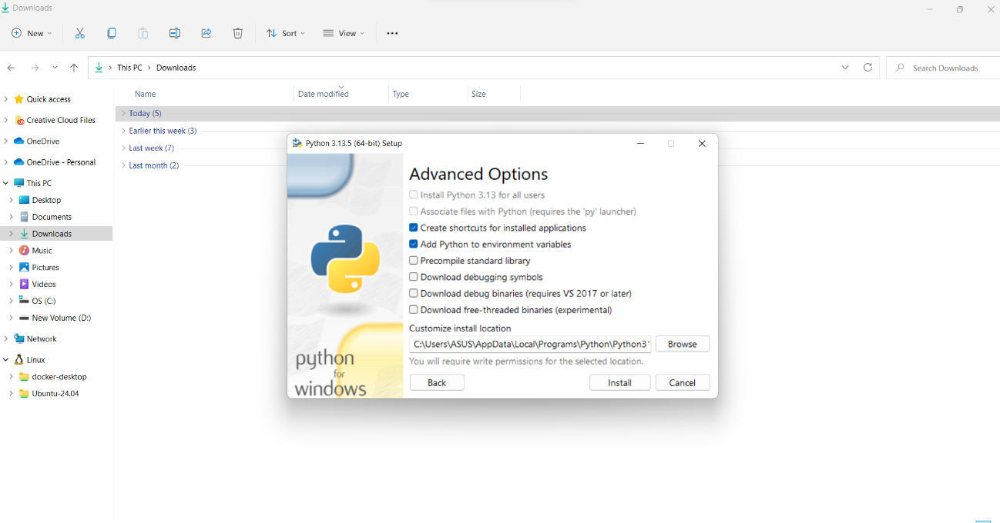 Downloads
New
Sort
View
This PC > Downloads
Search Downloads
Name Date modified Type Size
Quick access
Creative Cloud Files
OneDrive
OneDrive - Personal
This PC
Desktop
Documents
Downloads
Music
Pictures
Videos
OS (C:)
New Volume (D:)
Network
Linux
docker-desktop
Ubuntu-24.04
Today (5)
Earlier this week (3)
Last week (7)
Last month (2)
Python 3.13.5 (64-bit) Setup
Advanced Options
Install Python 3.13 for all users
Associate files with Python (requires the 'py' launcher)
Create shortcuts for installed applications
Add Python to environment variables
Precompile standard library
Download debugging symbols
Download debug binaries (requires VS 2017 or later)
Download free-threaded binaries (experimental)
Customize install location
C:\Users\ASUS\AppData\Local\Programs\Python\Python3
Browse
You will require write permissions for the selected location.
Back
Install
Cancel
python
for
windows